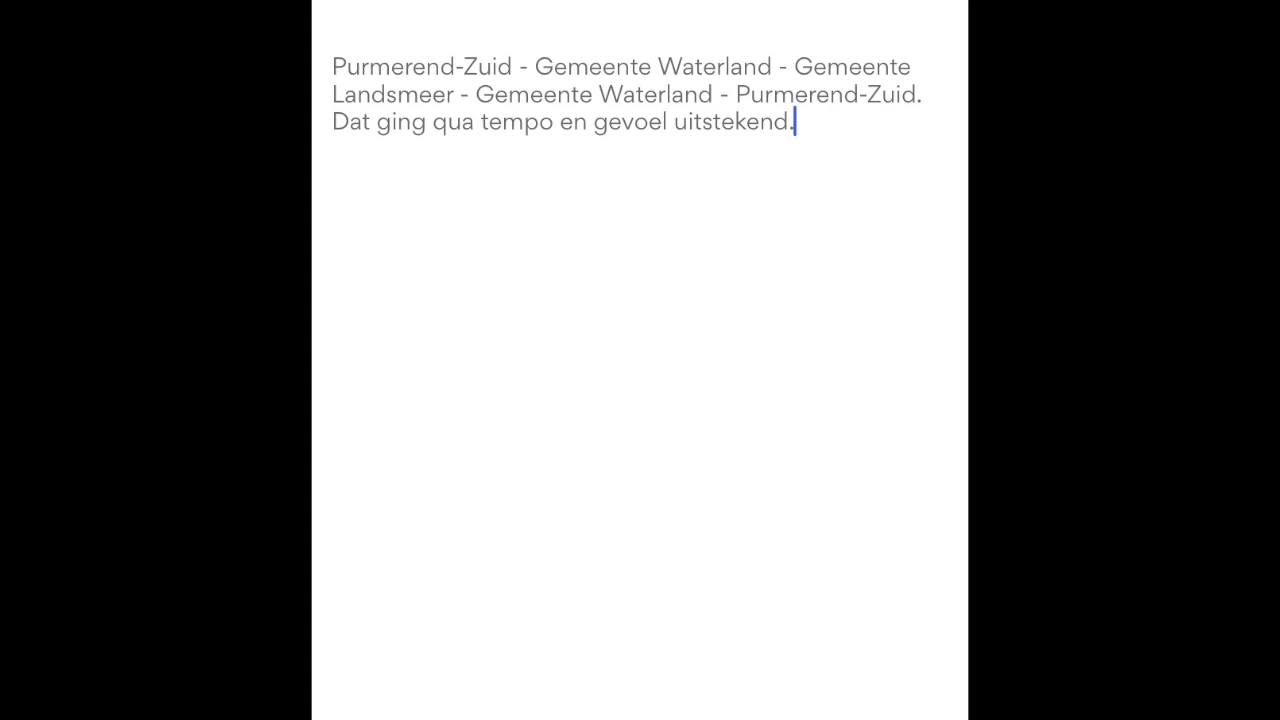 Purmerend-Zuid - Gemeente Waterland - Gemeente
Landsmeer - Gemeente Waterland - Purmerend-Zuid.
Dat ging qua tempo en gevoel uitstekend.